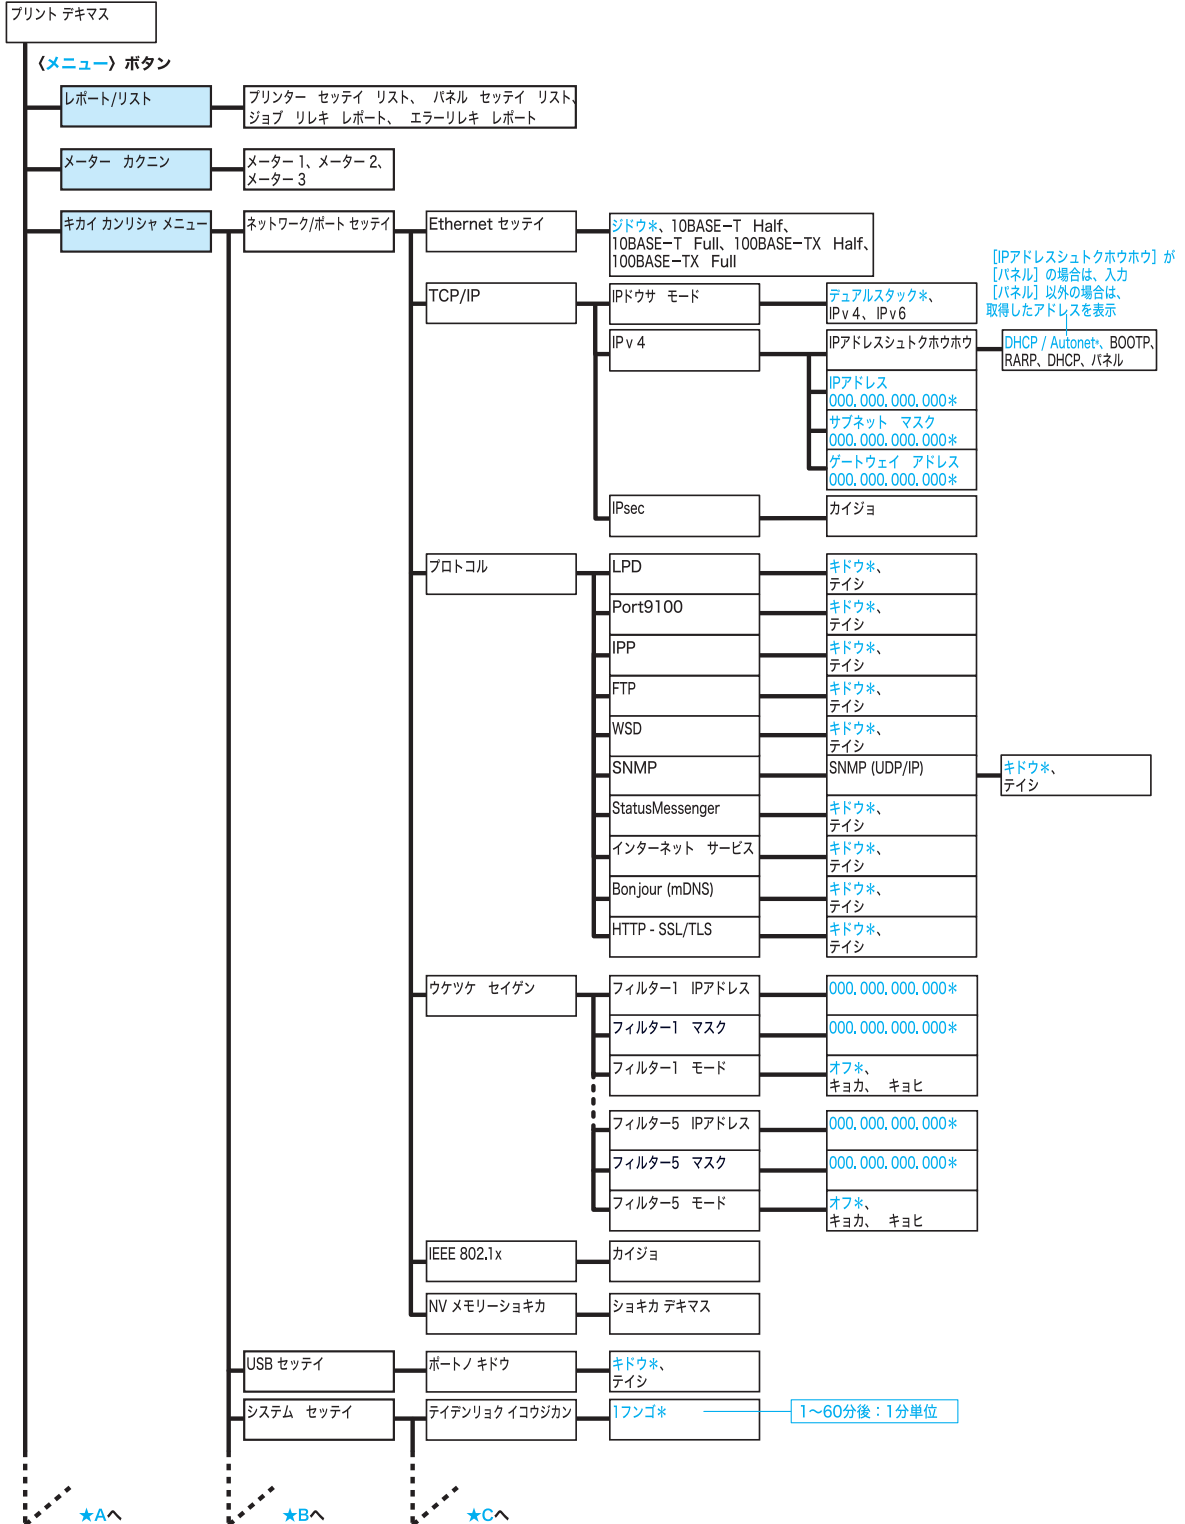 プリント デキマス
〈メニュー〉ボタン
レポート/リスト
プリンター セッテイ リスト、 パネル セッテイ リスト、
ジョブ リレキ レポート、 エラーリレキ レポート
メーター カクニン
メーター 1、メーター 2、
メーター 3
キカイ カンリシャ メニュー
ネットワーク/ポート セッテイ
Ethernet セッテイ
ジドウ＊、10BASE−T Half、
10BASE−T Full、100BASE−TX Half、
100BASE−TX Full
[IPアドレスシュトクホウホウ] が
[パネル] の場合は、入力
[パネル] 以外の場合は、
取得したアドレスを表示
TCP/IP
IPドウサ モード
デュアルスタック＊、
IPv 4、IPv6
IPv 4
IPアドレスシュトクホウホウ
DHCP / Autonet*、BOOTP、
RARP、DHCP、パネル
IPアドレス
000. 000. 000. 000＊
サブネット マスク
000. 000. 000. 000＊
ゲートウェイ アドレス
000. 000. 000. 000＊
IPsec
カイジョ
プロトコル
LPD
キドウ＊、
テイシ
Port9100
キドウ＊、
テイシ
IPP
キドウ＊、
テイシ
FTP
キドウ＊、
テイシ
WSD
キドウ＊、
テイシ
SNMP
SNMP (UDP/IP)
キドウ＊、
テイシ
StatusMessenger
キドウ＊、
テイシ
インターネット サービス
キドウ＊、
テイシ
Bonjour (mDNS)
キドウ＊、
テイシ
HTTP - SSL/TLS
キドウ＊、
テイシ
ウケツケ セイゲン
フィルター1 IPアドレス
000. 000. 000. 000＊
フィルター1 マスク
000. 000. 000. 000＊
フィルター1 モード
オフ＊、
キョカ、 キョヒ
フィルター5 IPアドレス
000. 000. 000. 000＊
フィルター5 マスク
000. 000. 000. 000＊
フィルター5 モード
オフ＊、
キョカ、 キョヒ
IEEE 802.1x
カイジョ
NV メモリーショキカ
ショキカ デキマス
USB セッテイ
ポートノ キドウ
キドウ＊、
テイシ
システム セッテイ
テイデンリョク イコウジカン
1フンゴ＊
1〜60分後：1分単位
★Aへ
★Bへ
★Cへ